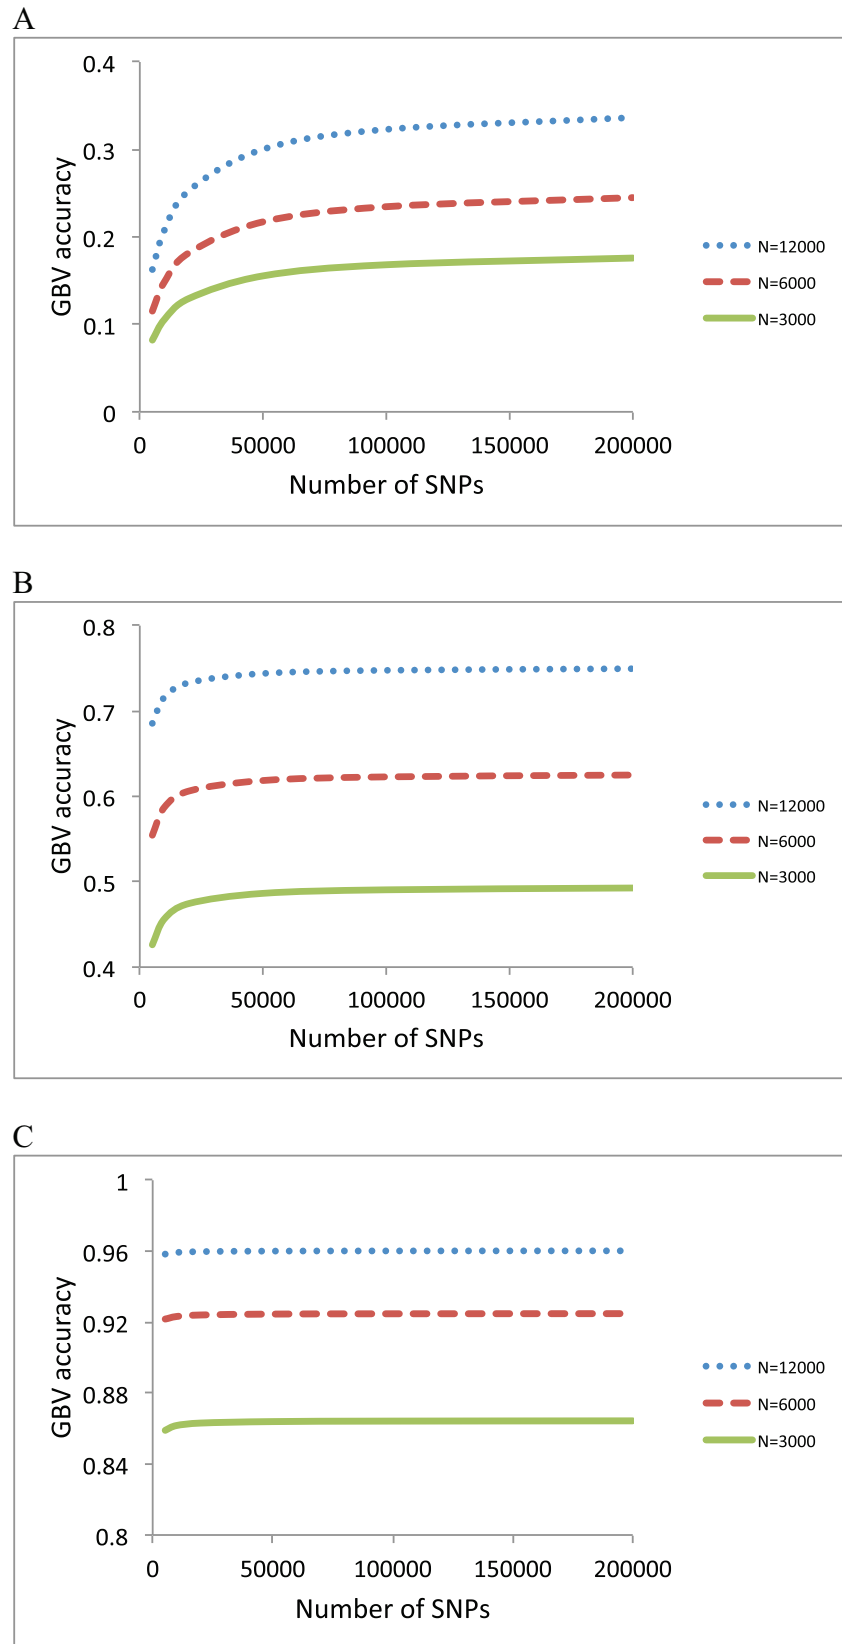 A
0.4
0.3
0.2
0.1
0
GBV accuracy
0
50000
100000
150000
200000
Number of SNPs
N=12000
N=6000
N=3000
B
0.8
0.7
0.6
0.5
0.4
GBV accuracy
0
50000
100000
150000
200000
Number of SNPs
N=12000
N=6000
N=3000
C
1
0.96
0.92
0.88
0.84
0.8
GBV accuracy
0
50000
100000
150000
200000
Number of SNPs
N=12000
N=6000
N=3000